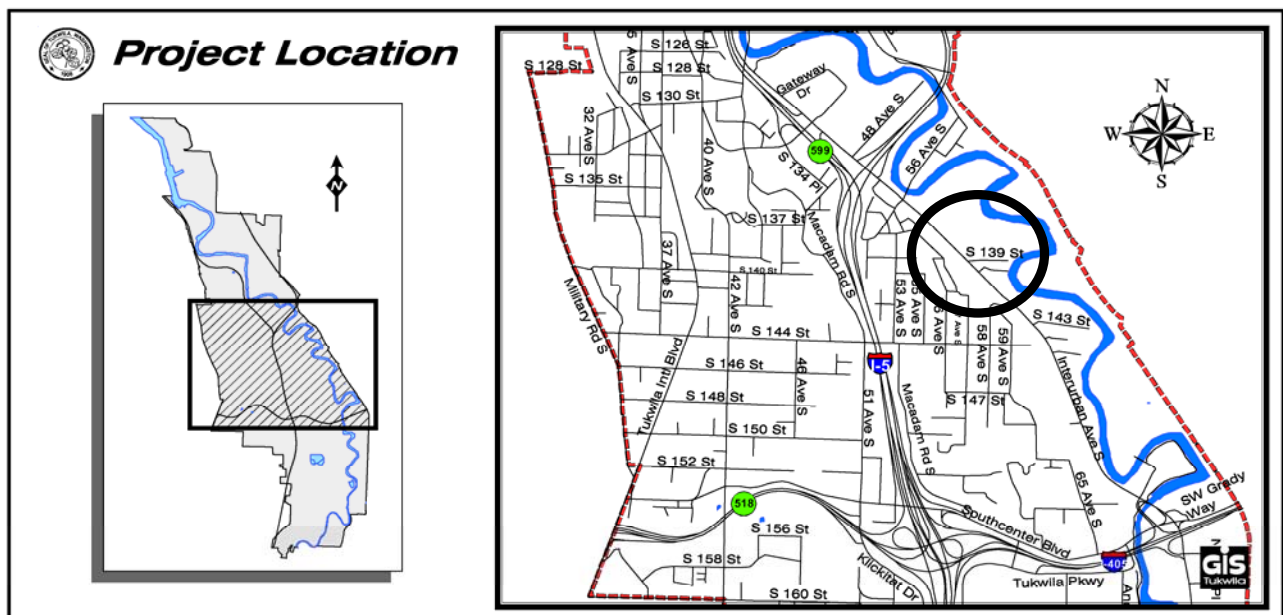 Project Location
N
N
W
E
S
S 126 St
S 128 St
S 128 St
S 130 St
Gateway Dr
48 Ave S
56 Ave S
32 Ave S
40 Ave S
599
S 134 Pl
S 135 St
S 137 St
Macadam Rd S
S 139 St
37 Ave S
S 140 St
42 Ave S
53 Ave S
55 Ave S
Military Rd S
S 143 St
S 144 St
58 Ave S
59 Ave S
Interurban Ave S
I-5
S 146 St
46 Ave S
Tukwila Intl Blvd
S 147 St
S 148 St
51 Ave S
Macadam Rd S
S 150 St
S 152 St
65 Ave S
SW Grady Way
518
Southcenter Blvd
S 156 St
S 158 St
Klickitat Dr
I-405
Tukwila Pkwy
S 160 St
GIS
Tukwila